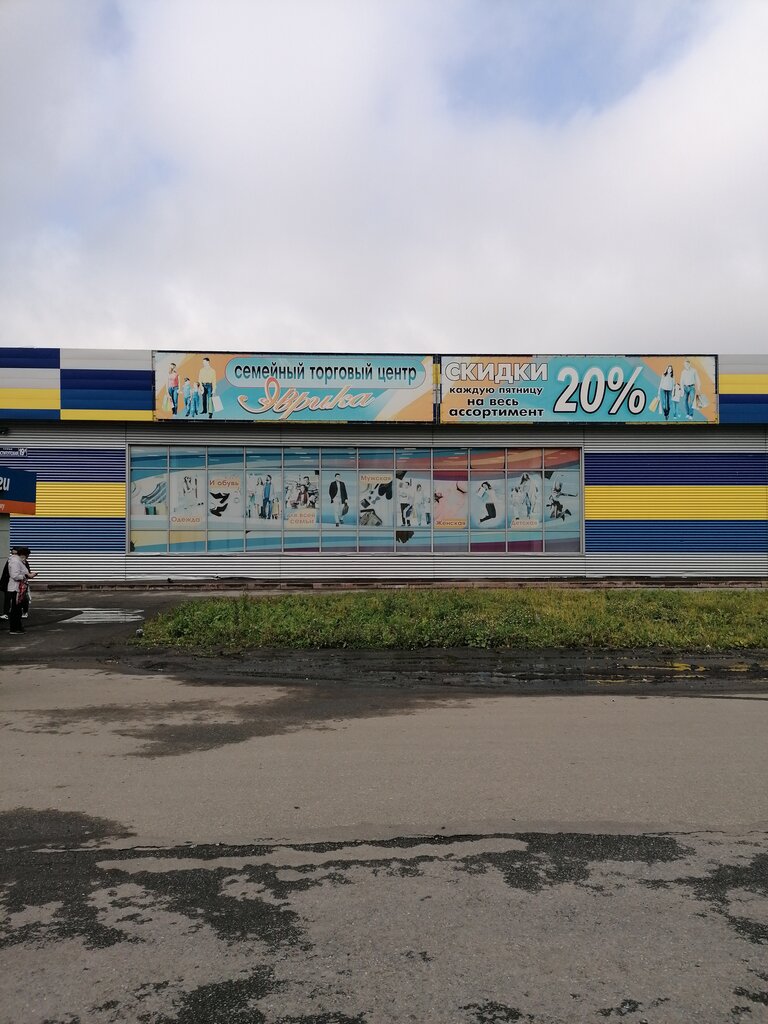 семейный торговый центр
Эврика
СКИДКИ
каждую пятницу
на весь
ассортимент
20%
Одежда
И обувь
для всей
семьи
Мужская
Женская
Детская
19